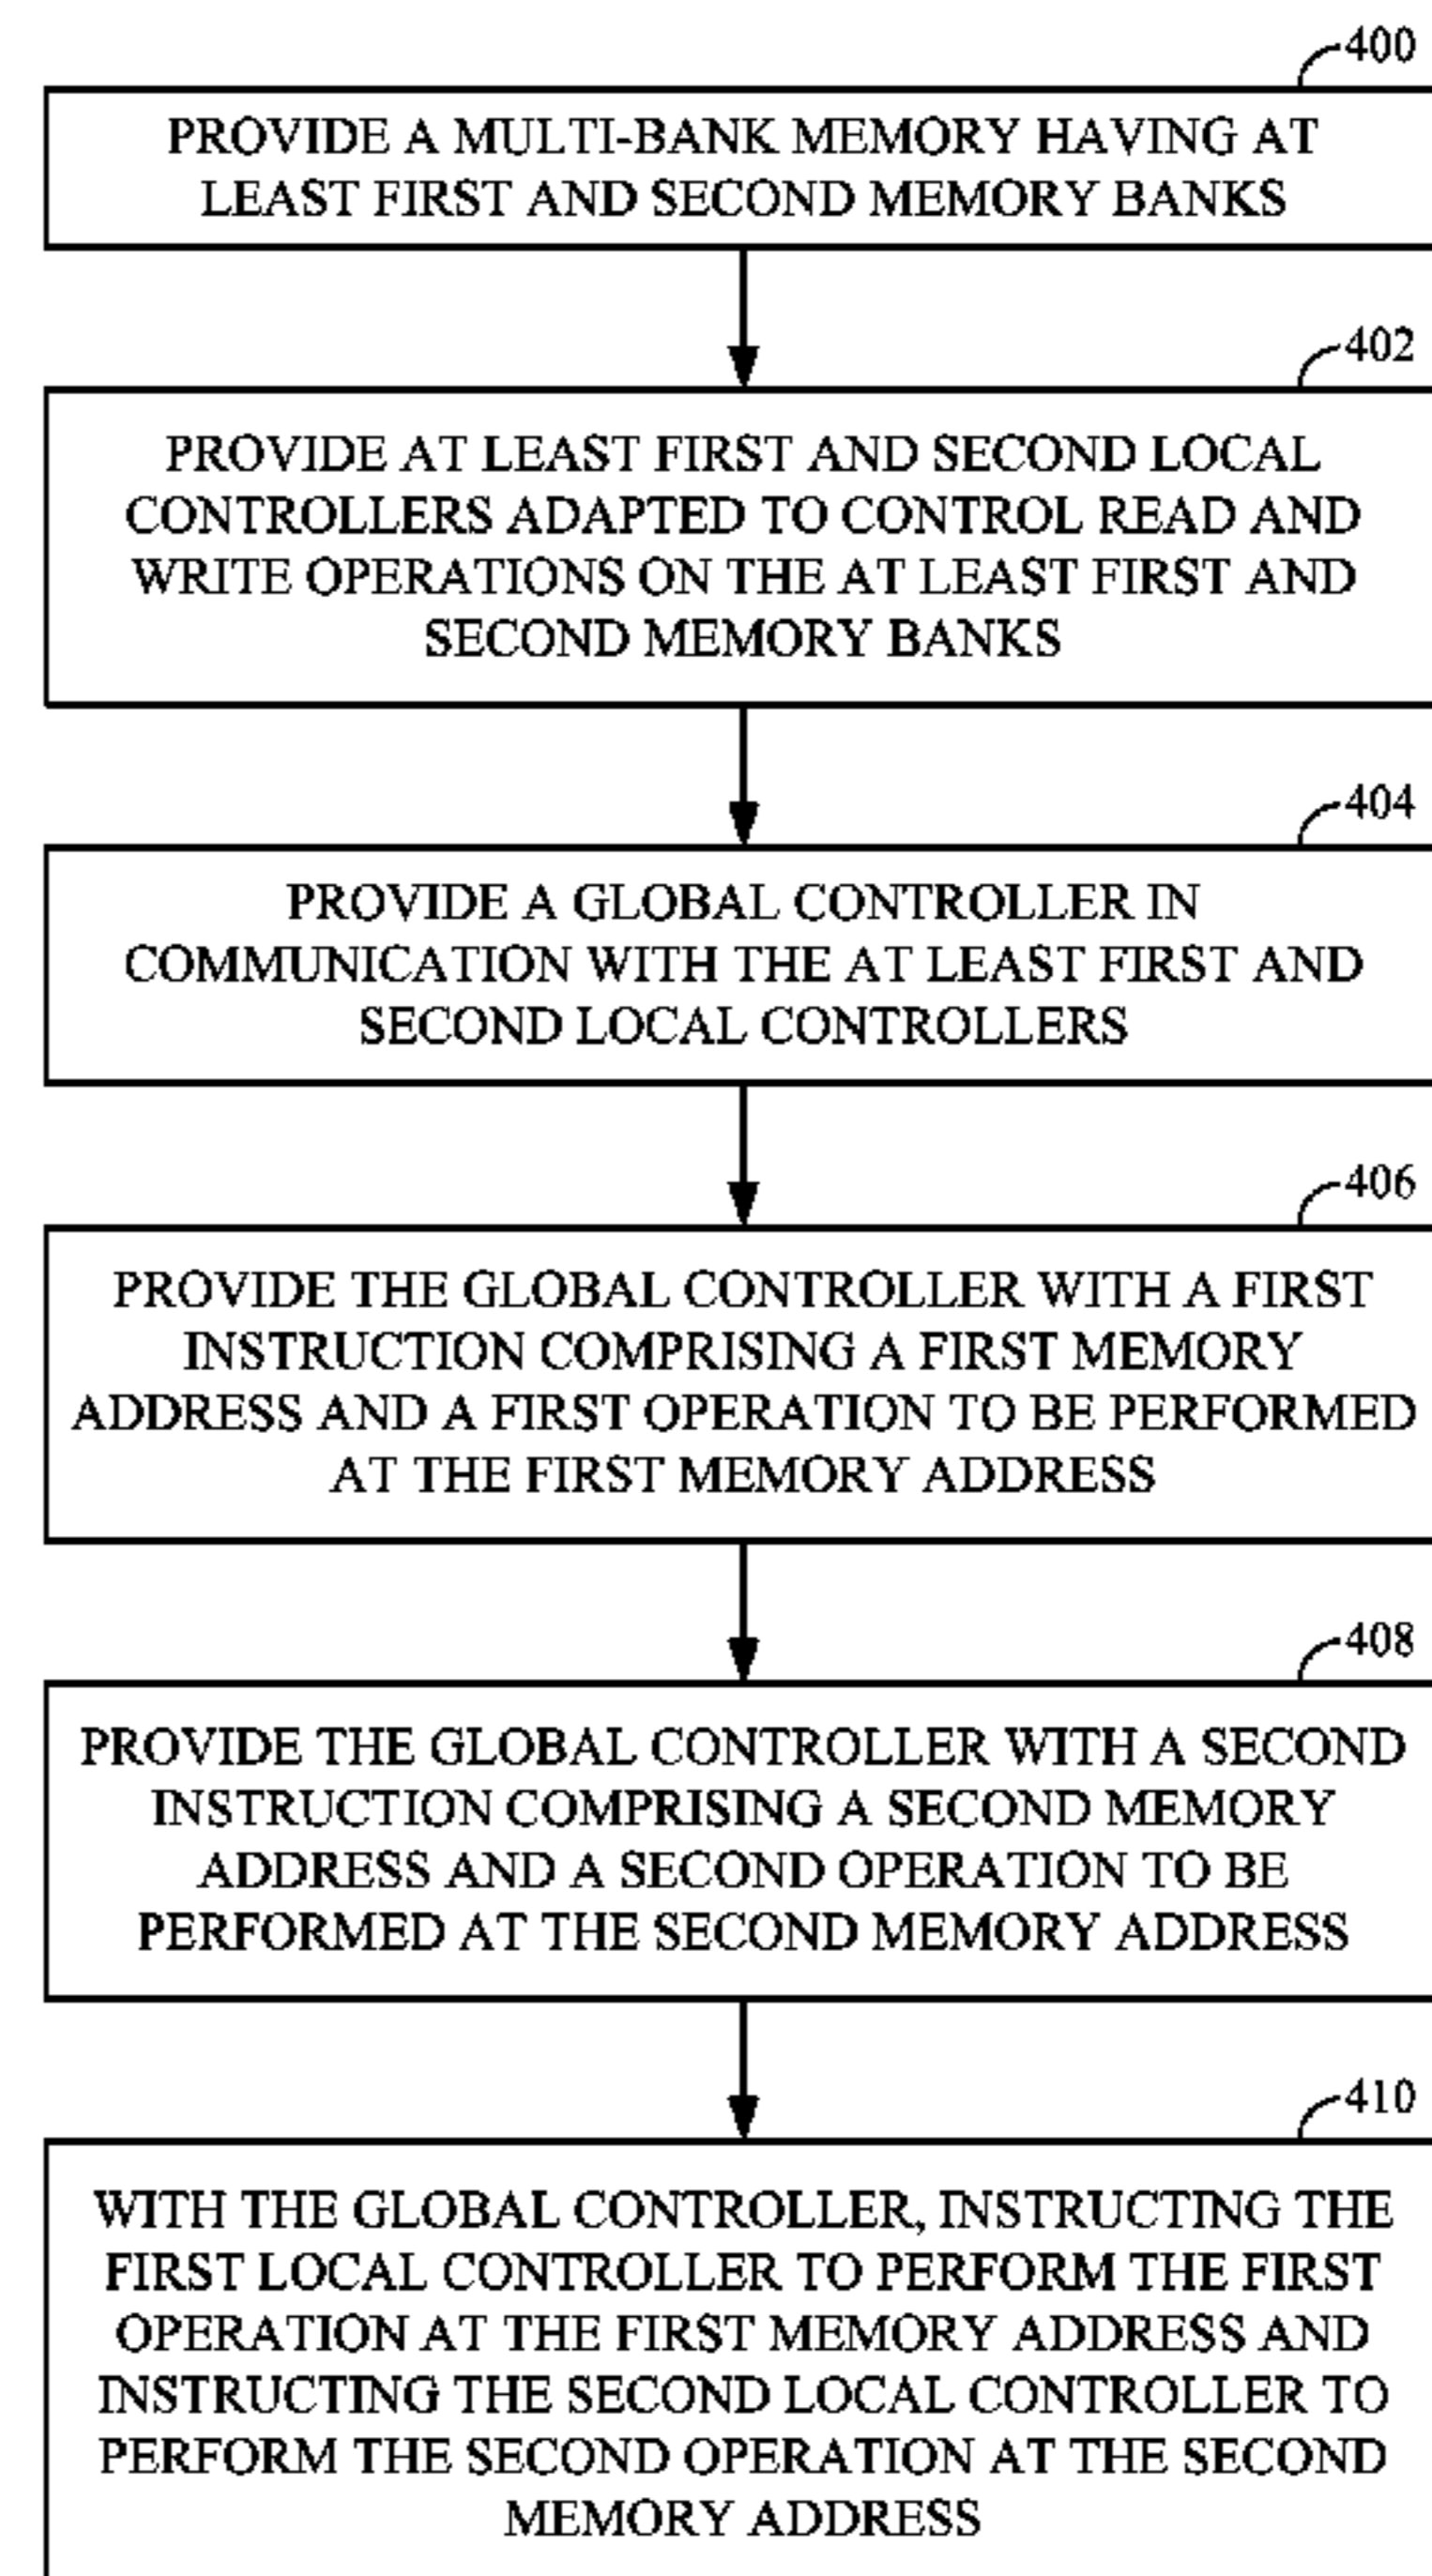 400
PROVIDE A MULTI-BANK MEMORY HAVING AT
LEAST FIRST AND SECOND MEMORY BANKS
402
PROVIDE AT LEAST FIRST AND SECOND LOCAL
CONTROLLERS ADAPTED TO CONTROL READ AND
WRITE OPERATIONS ON THE AT LEAST FIRST AND
SECOND MEMORY BANKS
404
PROVIDE A GLOBAL CONTROLLER IN
COMMUNICATION WITH THE AT LEAST FIRST AND
SECOND LOCAL CONTROLLERS
406
PROVIDE THE GLOBAL CONTROLLER WITH A FIRST
INSTRUCTION COMPRISING A FIRST MEMORY
ADDRESS AND A FIRST OPERATION TO BE PERFORMED
AT THE FIRST MEMORY ADDRESS
408
PROVIDE THE GLOBAL CONTROLLER WITH A SECOND
INSTRUCTION COMPRISING A SECOND MEMORY
ADDRESS AND A SECOND OPERATION TO BE
PERFORMED AT THE SECOND MEMORY ADDRESS
410
WITH THE GLOBAL CONTROLLER, INSTRUCTING THE
FIRST LOCAL CONTROLLER TO PERFORM THE FIRST
OPERATION AT THE FIRST MEMORY ADDRESS AND
INSTRUCTING THE SECOND LOCAL CONTROLLER TO
PERFORM THE SECOND OPERATION AT THE SECOND
MEMORY ADDRESS